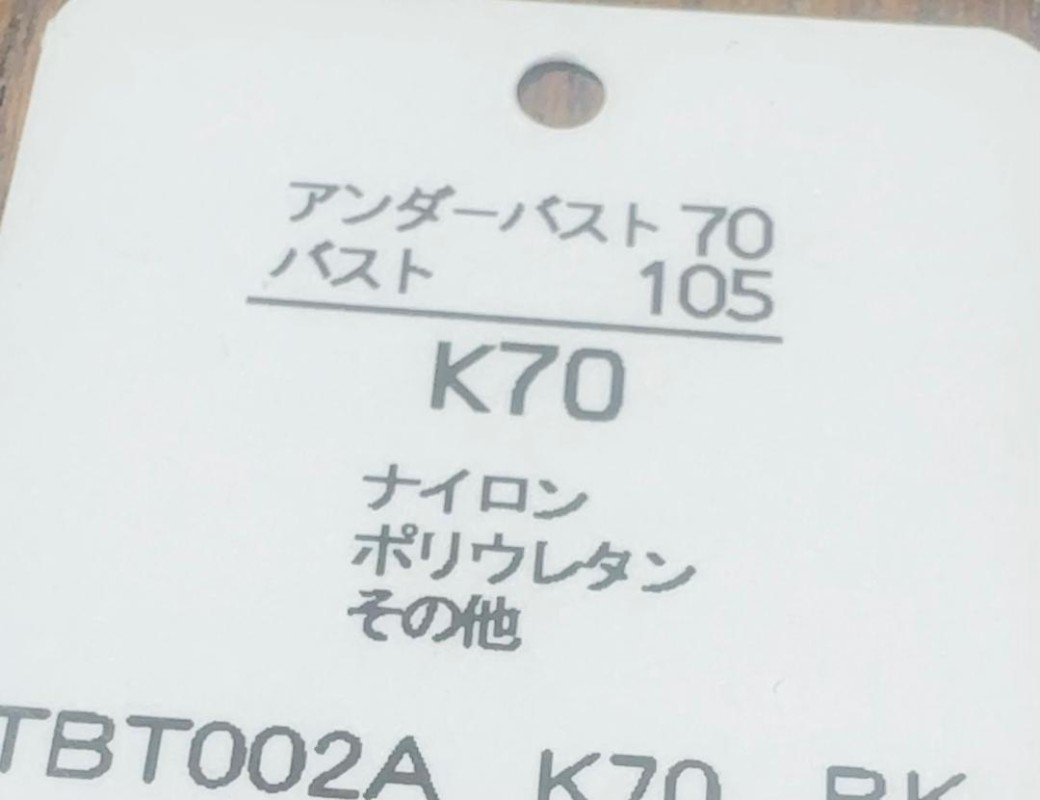 アンダーバスト 70
バスト 105
K70
ナイロン
ポリウレタン
その他
TBT002A K70